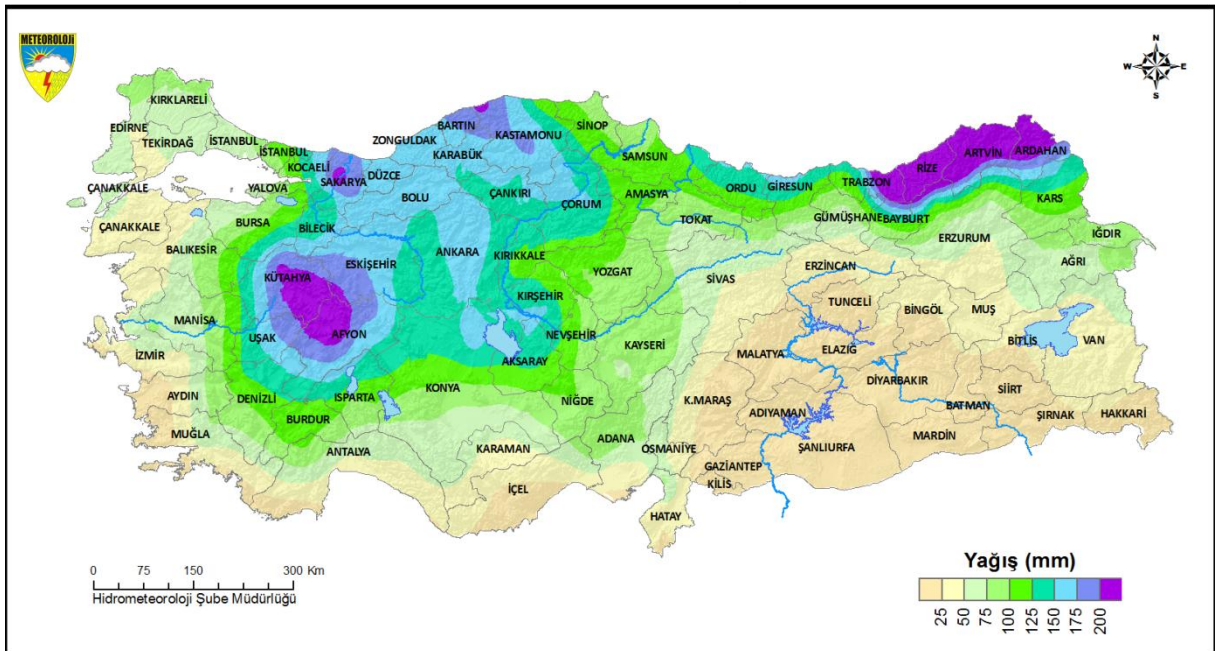 METEOROLOJİ
N
W E
S
KIRKLARELİ
EDİRNE
TEKİRDAĞ
İSTANBUL
İSTANBUL
KOCAELİ
YALOVA
SAKARYA
DÜZCE
ZONGULDAK
BARTIN
KARABÜK
KASTAMONU
SİNOP
SAMSUN
BOLU
ÇANKIRI
ÇORUM
AMASYA
TOKAT
ORDU
GİRESUN
TRABZON
RİZE
ARTVİN
ARDAHAN
KARS
GÜMÜŞHANE
BAYBURT
ERZURUM
IĞDIR
AĞRI
ÇANAKKALE
ÇANAKKALE
BALIKESİR
BURSA
BİLECİK
KÜTAHYA
ESKİŞEHİR
ANKARA
KIRIKKALE
YOZGAT
SİVAS
ERZİNCAN
TUNCELİ
BİNGÖL
MUŞ
BİTLİS
VAN
MANİSA
UŞAK
AFYON
KIRŞEHİR
NEVŞEHİR
KAYSERİ
MALATYA
ELAZIĞ
DİYARBAKIR
SİİRT
BATMAN
ŞIRNAK
HAKKARİ
İZMİR
AYDIN
DENİZLİ
ISPARTA
KONYA
AKSARAY
NİĞDE
K.MARAŞ
ADIYAMAN
MARDİN
ŞANLIURFA
MUĞLA
BURDUR
ANTALYA
KARAMAN
İÇEL
ADANA
OSMANİYE
GAZİANTEP
KİLİS
HATAY
0 75 150 300 Km
Hidrometeoroloji Şube Müdürlüğü
Yağış (mm)
25 50 75 100 125 150 175 200